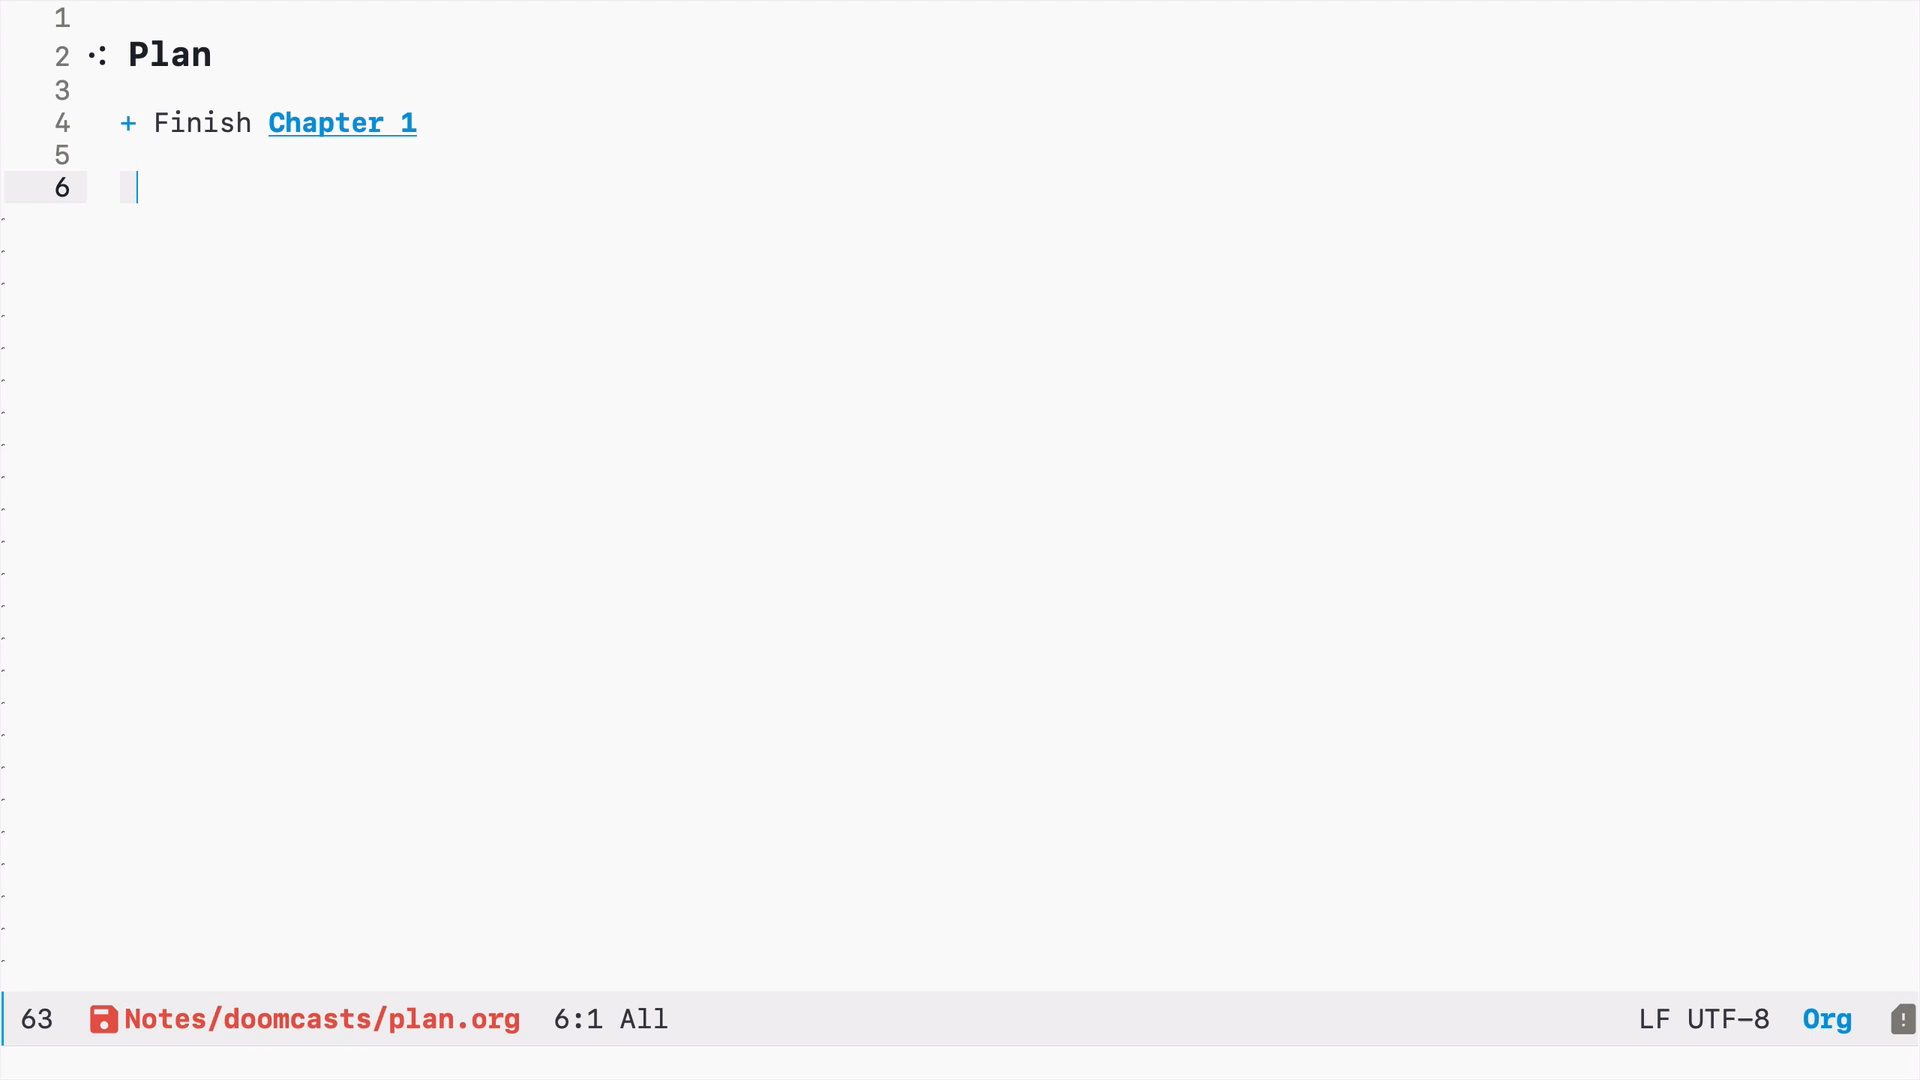 1
2 ⁖ Plan
3
4 + Finish Chapter 1
5
6
63 Notes/doomcasts/plan.org 6:1 All LF UTF-8 Org !